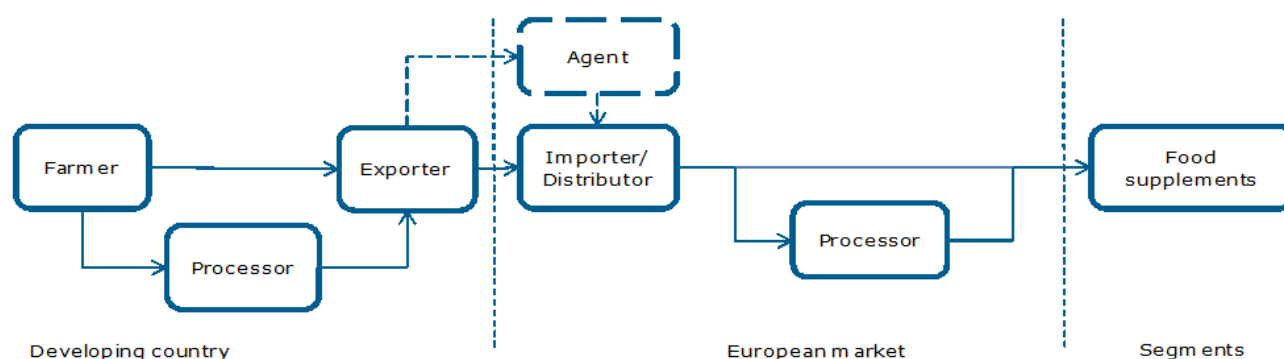 Agent
Farmer
Exporter
Importer/
Distributor
Food
supplements
Processor
Processor
Developing country
European market
Segments